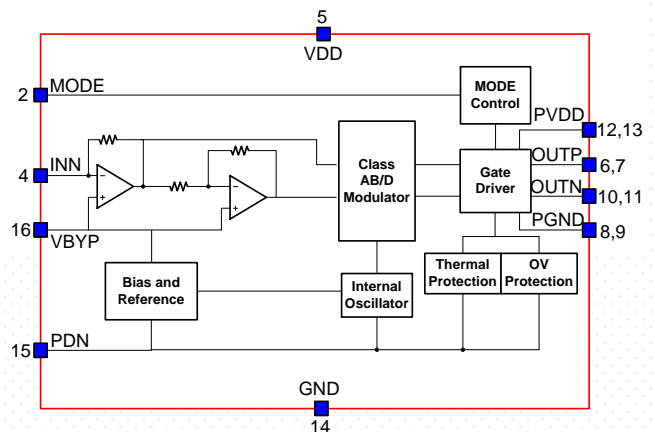 5
VDD
2
MODE
MODE
Control
PVDD
12,13
4
INN
−
+
−
+
Class
AB/D
Modulator
Gate
Driver
OUTP
6,7
OUTN
10,11
PGND
8,9
16
VBYP
Bias and
Reference
Internal
Oscillator
Thermal
Protection
OV
Protection
15
PDN
GND
14